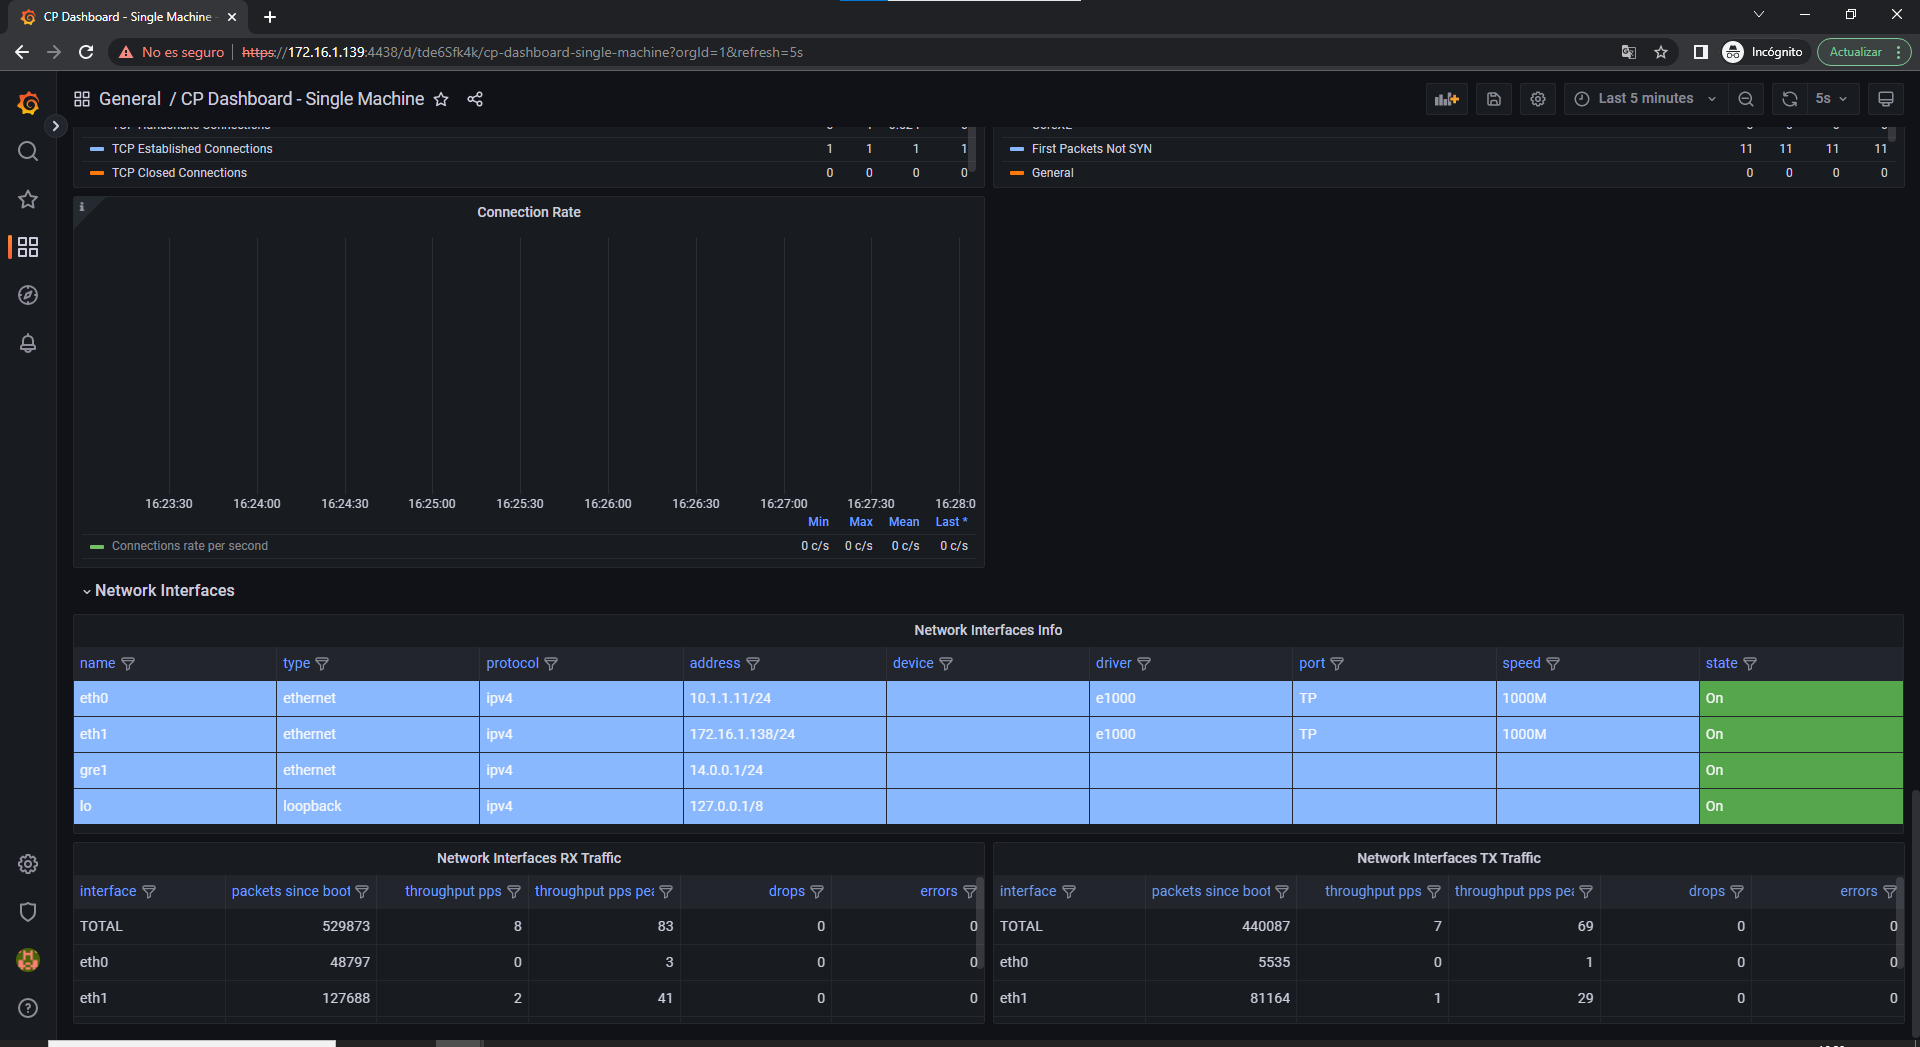 CP Dashboard - Single Machine -
No es seguro https://172.16.1.139:4438/d/tde6Sfk4k/cp-dashboard-single-machine?orgId=1&refresh=5s Incógnito Actualizar
General / CP Dashboard - Single Machine Last 5 minutes 5s
TCP Handshake Connections
TCP Established Connections 1 1 1 1
TCP Closed Connections 0 0 0 0
CoreXL
First Packets Not SYN 11 11 11 11
General 0 0 0 0
Connection Rate
16:23:30 16:24:00 16:24:30 16:25:00 16:25:30 16:26:00 16:26:30 16:27:00 16:27:30 16:28:0
Min Max Mean Last *
Connections rate per second 0 c/s 0 c/s 0 c/s 0 c/s
Network Interfaces
Network Interfaces Info
name type protocol address device driver port speed state
eth0 ethernet ipv4 10.1.1.11/24 e1000 TP 1000M On
eth1 ethernet ipv4 172.16.1.138/24 e1000 TP 1000M On
gre1 ethernet ipv4 14.0.0.1/24 On
lo loopback ipv4 127.0.0.1/8 On
Network Interfaces RX Traffic
interface packets since boot throughput pps throughput pps pea drops errors
TOTAL 529873 8 83 0 0
eth0 48797 0 3 0 0
eth1 127688 2 41 0 0
Network Interfaces TX Traffic
interface packets since boot throughput pps throughput pps pea drops errors
TOTAL 440087 7 69 0 0
eth0 5535 0 1 0 0
eth1 81164 1 29 0 0